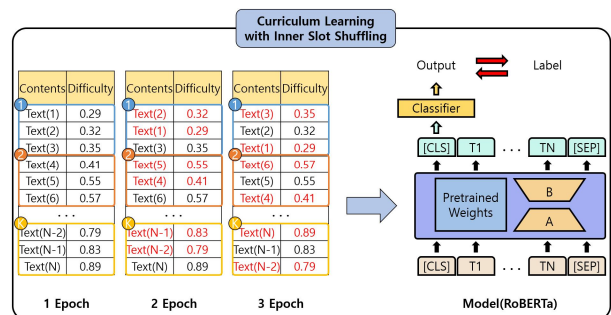 Curriculum Learning
with Inner Slot Shuffling
Contents Difficulty
1
Text(1) 0.29
Text(2) 0.32
Text(3) 0.35
2
Text(4) 0.41
Text(5) 0.55
Text(6) 0.57
...
K
Text(N-2) 0.79
Text(N-1) 0.83
Text(N) 0.89
1 Epoch
Contents Difficulty
1
Text(2) 0.32
Text(1) 0.29
Text(3) 0.35
2
Text(5) 0.55
Text(4) 0.41
Text(6) 0.57
...
K
Text(N-1) 0.83
Text(N-2) 0.79
Text(N) 0.89
2 Epoch
Contents Difficulty
1
Text(3) 0.35
Text(2) 0.32
Text(1) 0.29
2
Text(6) 0.57
Text(5) 0.55
Text(4) 0.41
...
K
Text(N) 0.89
Text(N-1) 0.83
Text(N-2) 0.79
3 Epoch
Output Label
Classifier
[CLS] T1 ... TN [SEP]
Pretrained
Weights
B
A
[CLS] T1 ... TN [SEP]
Model(RoBERTa)